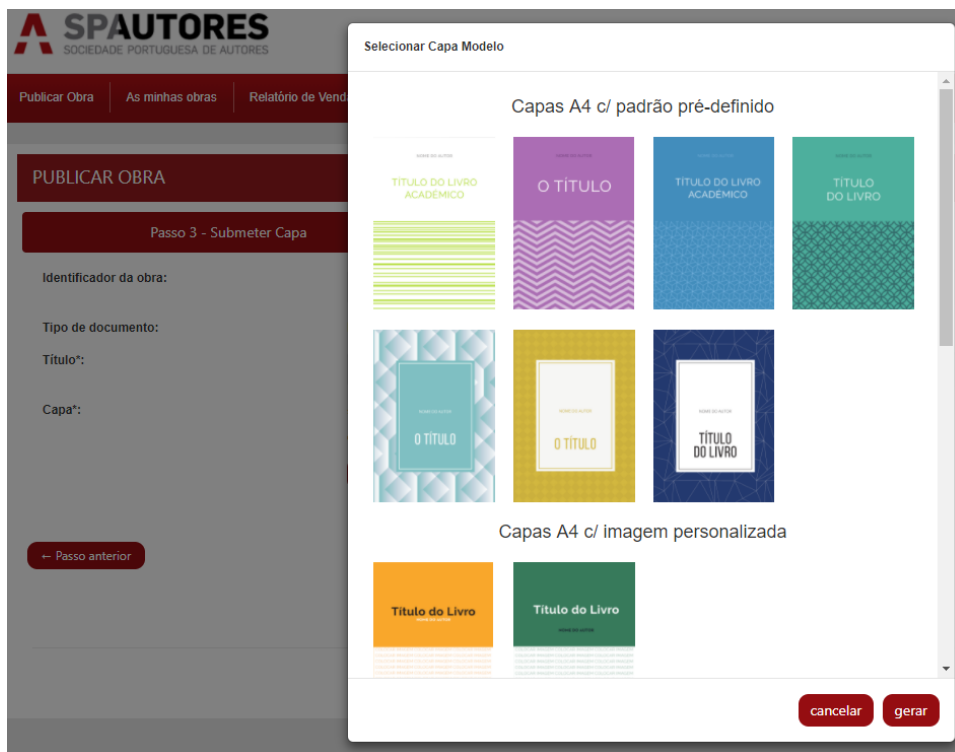 SPAUTORES
SOCIEDADE PORTUGUESA DE AUTORES
Publicar Obra
As minhas obras
Relatório de Vend
PUBLICAR OBRA
Passo 3 - Submeter Capa
Identificador da obra:
Tipo de documento:
Título*:
Capa*:
← Passo anterior
Selecionar Capa Modelo
Capas A4 c/ padrão pré-definido
NOME DO AUTOR
TÍTULO DO LIVRO
ACADÉMICO
NOME DO AUTOR
O TÍTULO
NOME DO AUTOR
TÍTULO DO LIVRO
ACADÉMICO
NOME DO AUTOR
TÍTULO
DO LIVRO
NOME DO AUTOR
O TÍTULO
NOME DO AUTOR
O TÍTULO
NOME DO AUTOR
TÍTULO
DO LIVRO
Capas A4 c/ imagem personalizada
Título do Livro
NOME DO AUTOR
Título do Livro
NOME DO AUTOR
cancelar
gerar